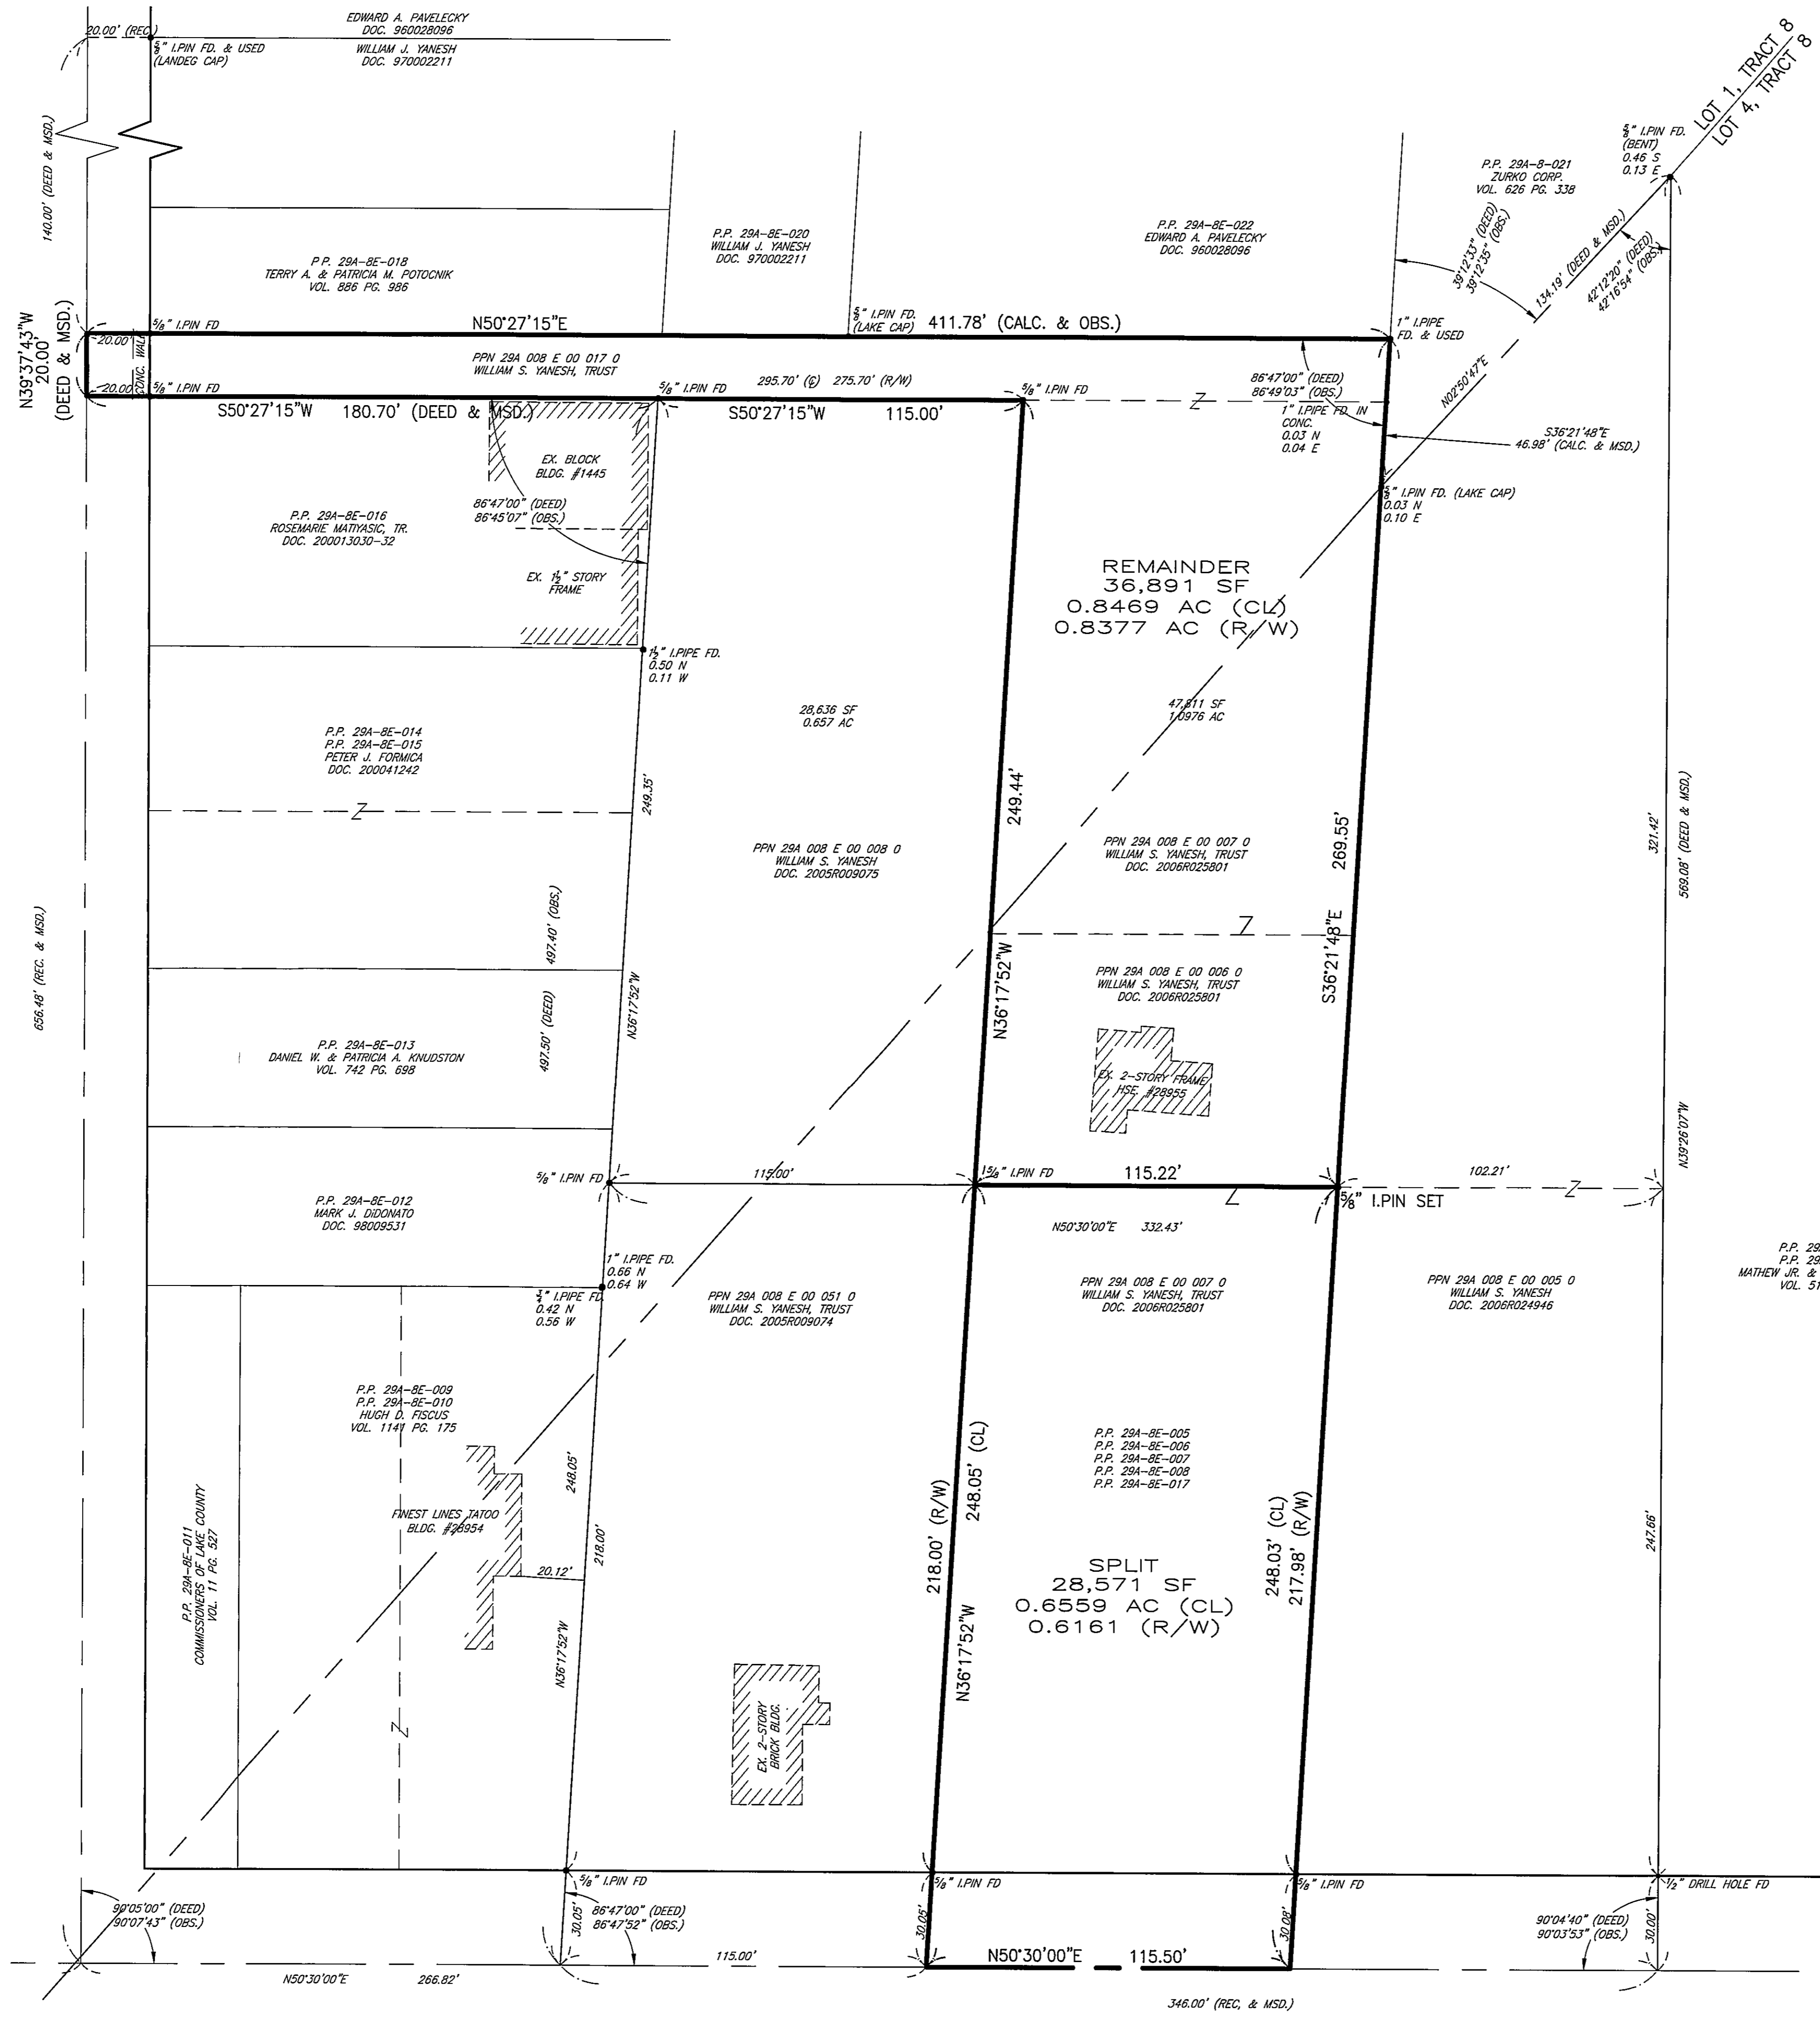 EDWARD A. PAVELECKY
DOC. 960028096
20.00' (REC.)
5/8" I.PIN FD. & USED
(LANDEG CAP)
WILLIAM J. YANESH
DOC. 970002211
LOT 1, TRACT 8
LOT 4, TRACT 8
140.00' (DEED & MSD.)
5/8" I.PIN FD.
(BENT)
0.46 S
0.13 E
P.P. 29A-8-021
ZURKO CORP.
VOL. 626 PG. 338
P.P. 29A-8E-018
TERRY A. & PATRICIA M. POTOCNIK
VOL. 886 PG. 986
P.P. 29A-8E-020
WILLIAM J. YANESH
DOC. 970002211
P.P. 29A-8E-022
EDWARD A. PAVELECKY
DOC. 960028096
39°12'33" (DEED)
39°12'35" (OBS.)
134.19' (DEED & MSD.)
42°12'20" (DEED)
42°16'54" (OBS.)
N39°37'43"W
20.00'
(DEED & MSD.)
5/8" I.PIN FD
N50°27'15"E
5/8" I.PIN FD.
(LAKE CAP)
411.78' (CALC. & OBS.)
1" I.PIPE
FD. & USED
20.00'
CONC. WALK
PPN 29A 008 E 00 017 0
WILLIAM S. YANESH, TRUST
20.00'
5/8" I.PIN FD
5/8" I.PIN FD
295.70' (℄) 275.70' (R/W)
5/8" I.PIN FD
Z
86°47'00" (DEED)
86°49'03" (OBS.)
N02°50'47"E
S50°27'15"W 180.70' (DEED & MSD.)
S50°27'15"W 115.00'
1" I.PIPE FD. IN
CONC.
0.03 N
0.04 E
S36°21'48"E
46.98' (CALC. & MSD.)
EX. BLOCK
BLDG. #1445
86°47'00" (DEED)
86°45'07" (OBS.)
5/8" I.PIN FD. (LAKE CAP)
0.03 N
0.10 E
P.P. 29A-8E-016
ROSEMARIE MATIYASIC, TR.
DOC. 200013030-32
EX. 1½" STORY
FRAME
REMAINDER
36,891 SF
0.8469 AC (CL)
0.8377 AC (R/W)
1½" I.PIPE FD.
0.50 N
0.11 W
28,636 SF
0.657 AC
47,811 SF
1.0976 AC
P.P. 29A-8E-014
P.P. 29A-8E-015
PETER J. FORMICA
DOC. 200041242
Z
249.35'
249.44'
269.55'
321.42'
569.08' (DEED & MSD.)
PPN 29A 008 E 00 008 0
WILLIAM S. YANESH
DOC. 2005R009075
PPN 29A 008 E 00 007 0
WILLIAM S. YANESH, TRUST
DOC. 2006R025801
656.48' (REC. & MSD.)
497.40' (OBS.)
497.50' (DEED)
N36°17'52"W
N36°17'52"W
Z
S36°21'48"E
PPN 29A 008 E 00 006 0
WILLIAM S. YANESH, TRUST
DOC. 2006R025801
P.P. 29A-8E-013
DANIEL W. & PATRICIA A. KNUDSTON
VOL. 742 PG. 698
EX. 2-STORY FRAME
HSE. #28955
N39°26'07"W
5/8" I.PIN FD
115.00'
5/8" I.PIN FD
115.22'
Z
102.21'
Z
5/8" I.PIN SET
P.P. 29A-8E-012
MARK J. DiDONATO
DOC. 98009531
N50°30'00"E 332.43'
1" I.PIPE FD.
0.66 N
0.64 W
¾" I.PIPE FD.
0.42 N
0.56 W
PPN 29A 008 E 00 051 0
WILLIAM S. YANESH, TRUST
DOC. 2005R009074
PPN 29A 008 E 00 007 0
WILLIAM S. YANESH, TRUST
DOC. 2006R025801
PPN 29A 008 E 00 005 0
WILLIAM S. YANESH
DOC. 2006R024946
P.P. 29
P.P. 29
MATHEW JR. &
VOL. 51
P.P. 29A-8E-009
P.P. 29A-8E-010
HUGH D. FISCUS
VOL. 1141 PG. 175
P.P. 29A-8E-005
P.P. 29A-8E-006
P.P. 29A-8E-007
P.P. 29A-8E-008
P.P. 29A-8E-017
P.P. 29A-8E-011
COMMISSIONERS OF LAKE COUNTY
VOL. 11 PG. 527
FINEST LINES TATOO
BLDG. #28954
248.05'
218.00'
20.12'
N36°17'52"W
218.00' (R/W)
248.05' (CL)
N36°17'52"W
248.03' (CL)
217.98' (R/W)
247.66'
SPLIT
28,571 SF
0.6559 AC (CL)
0.6161 (R/W)
Z
EX. 2-STORY
BRICK BLDG.
5/8" I.PIN FD
5/8" I.PIN FD
5/8" I.PIN FD
1/2" DRILL HOLE FD
90°05'00" (DEED)
90°07'43" (OBS.)
30.05'
86°47'00" (DEED)
86°47'52" (OBS.)
30.05'
30.08'
90°04'40" (DEED)
90°03'53" (OBS.)
30.00'
N50°30'00"E 266.82'
115.00'
N50°30'00"E 115.50'
346.00' (REC, & MSD.)